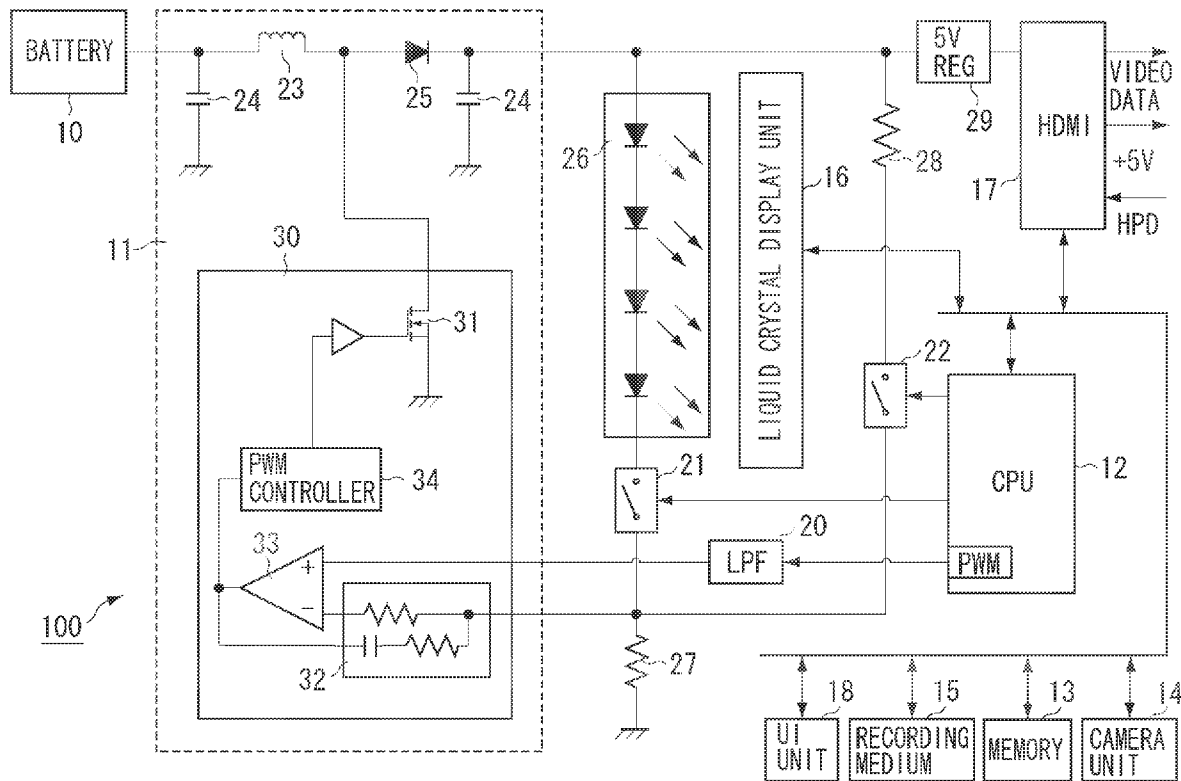 BATTERY
10
23
24
25
24
5V
REG
29
HDMI
17
VIDEO
DATA
+5V
HPD
26
LIQUID CRYSTAL DISPLAY UNIT
16
28
11
30
31
22
PWM
CONTROLLER
34
21
CPU
12
20
LPF
PWM
33
+
−
32
27
100
18
15
13
14
UI
UNIT
RECORDING
MEDIUM
MEMORY
CAMERA
UNIT